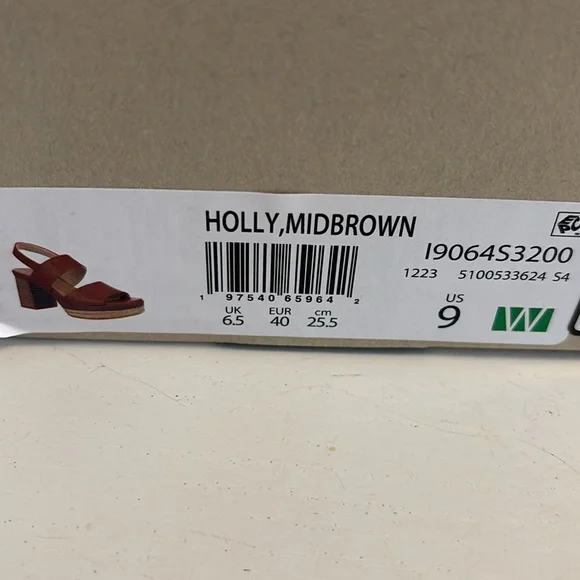 HOLLY,MIDBROWN
I9064S3200
1223 5100533624 S4
1 97540 65964 2
UK EUR cm US
6.5 40 25.5 9 W